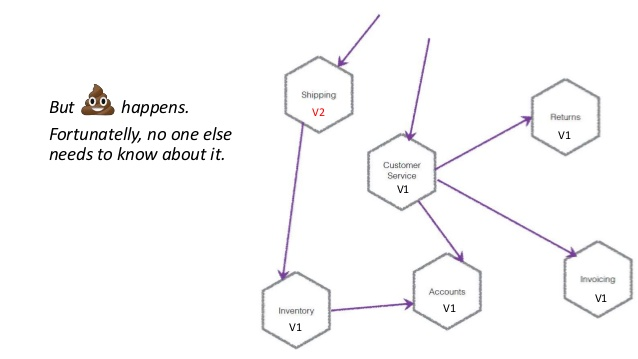 But 💩 happens.
Fortunatelly, no one else
needs to know about it.
Shipping
V2
Customer
Service
V1
Returns
V1
Inventory
V1
Accounts
V1
Invoicing
V1